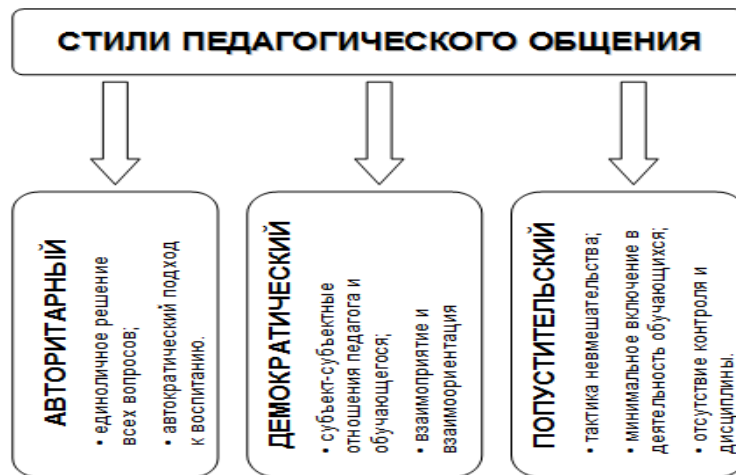 СТИЛИ ПЕДАГОГИЧЕСКОГО ОБЩЕНИЯ
АВТОРИТАРНЫЙ
• единоличное решение
всех вопросов;
• автократический подход
к воспитанию.
ДЕМОКРАТИЧЕСКИЙ
• субъект-субъектные
отношения педагога и
обучающегося;
• взаимоприятие и
взаимоориентация
ПОПУСТИТЕЛЬСКИЙ
• тактика невмешательства;
• минимальное включение в
деятельность обучающихся;
• отсутствие контроля и
дисциплины.